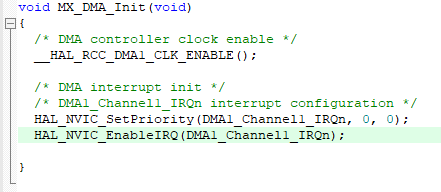 void MX_DMA_Init(void)
{
/* DMA controller clock enable */
__HAL_RCC_DMA1_CLK_ENABLE();
/* DMA interrupt init */
/* DMA1_Channel1_IRQn interrupt configuration */
HAL_NVIC_SetPriority(DMA1_Channel1_IRQn, 0, 0);
HAL_NVIC_EnableIRQ(DMA1_Channel1_IRQn);
}